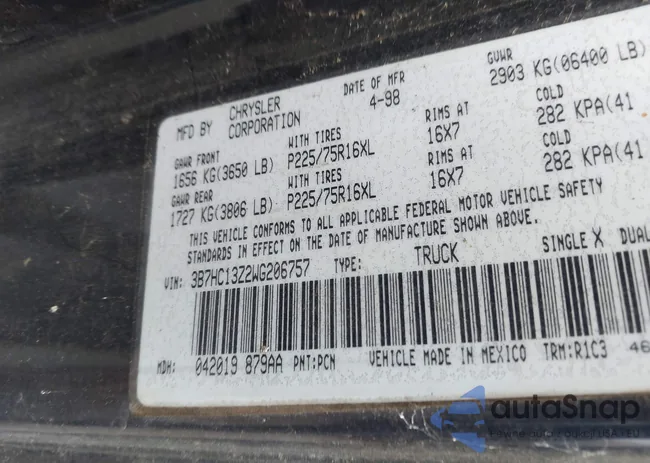 MFD BY CHRYSLER CORPORATION DATE OF MFR 4-98 GVWR 2903 KG(06400 LB)
GAWR FRONT WITH TIRES RIMS AT COLD
1656 KG(3650 LB) P225/75R16XL 16X7 282 KPA(41
GAWR REAR WITH TIRES RIMS AT COLD
1727 KG(3806 LB) P225/75R16XL 16X7 282 KPA(41
THIS VEHICLE CONFORMS TO ALL APPLICABLE FEDERAL MOTOR VEHICLE SAFETY
STANDARDS IN EFFECT ON THE DATE OF MANUFACTURE SHOWN ABOVE.
VIN: 3B7HC13Z2WG206757 TYPE: TRUCK SINGLE X DUAL
MDH: 042019 879AA PNT:PCN VEHICLE MADE IN MEXICO TRM:R1C3 46
autaSnap